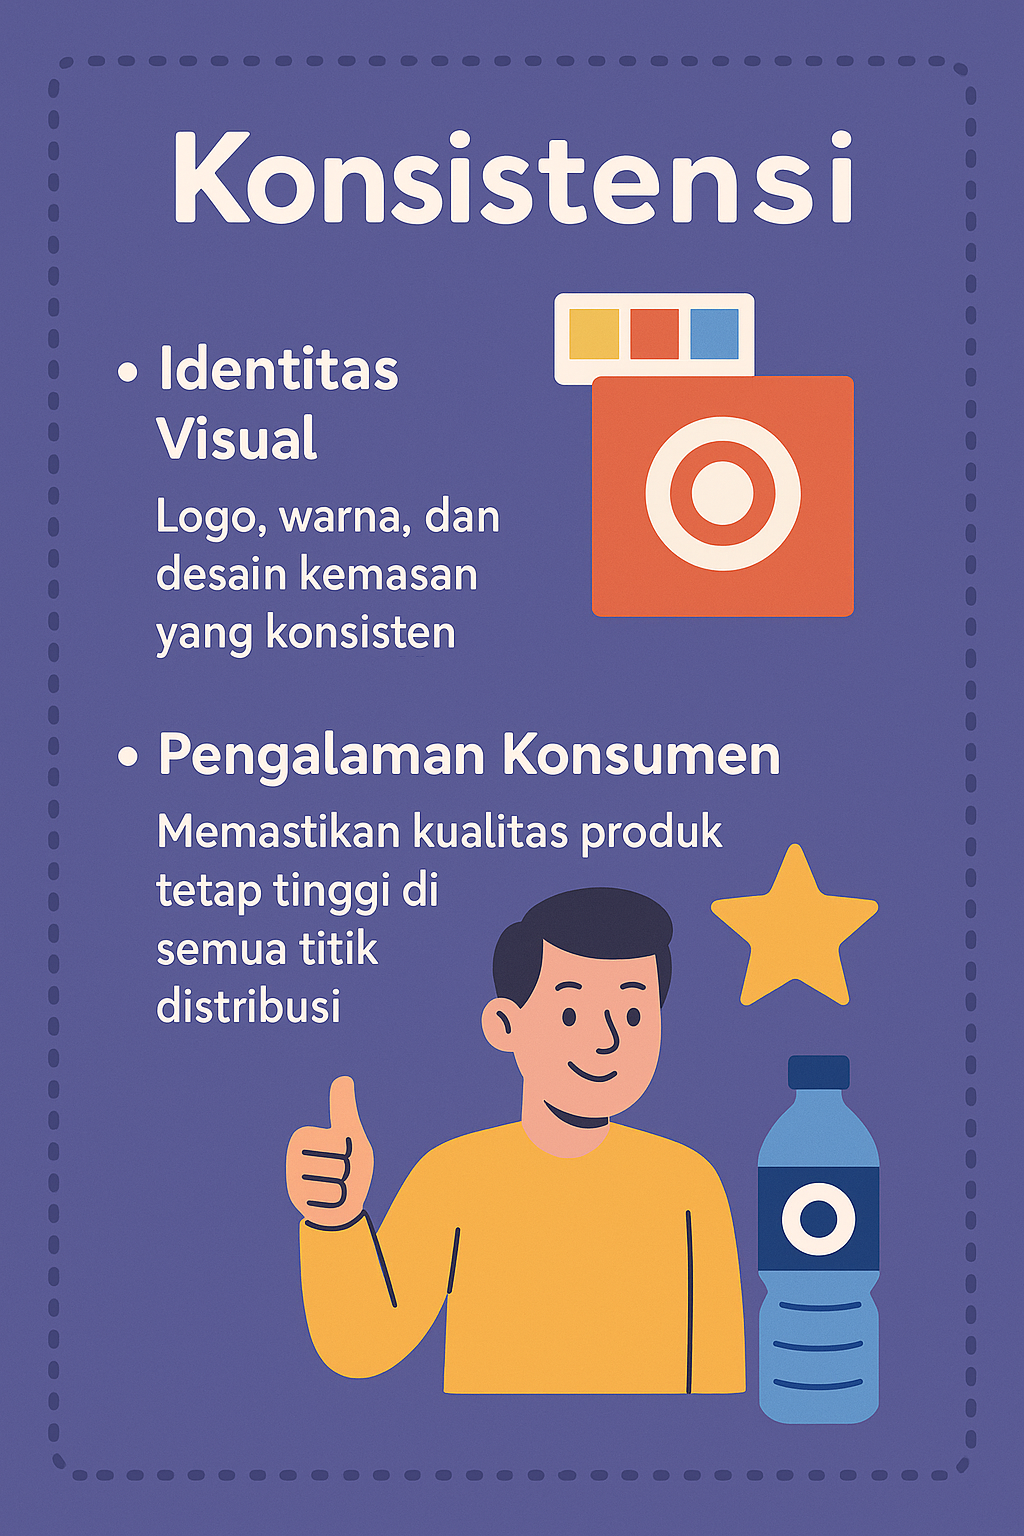 Konsistensi
• Identitas
Visual
Logo, warna, dan
desain kemasan
yang konsisten
• Pengalaman Konsumen
Memastikan kualitas produk
tetap tinggi di
semua titik
distribusi